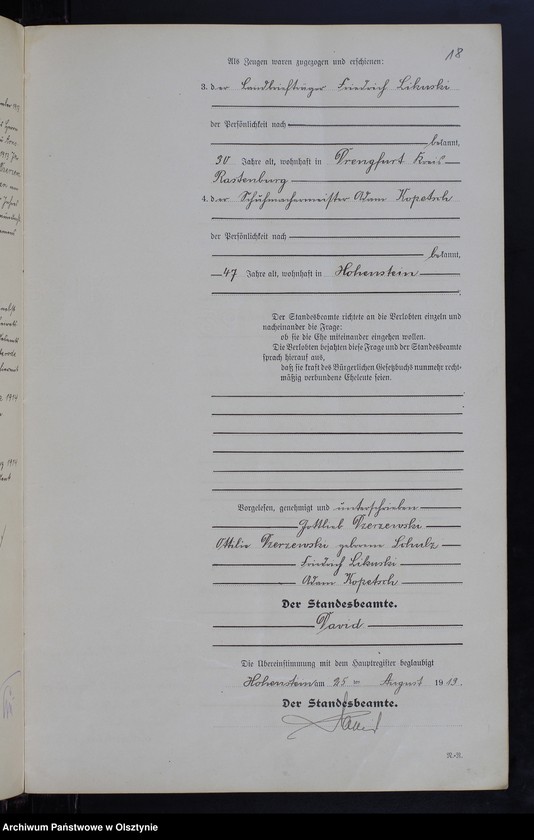 18
Als Zeugen waren zugezogen und erschienen:
3. der Landbriefträger Friedrich Likuski
der Persönlichkeit nach
bekannt,
30 Jahre alt, wohnhaft in Drengfurt Kreis
Rastenburg
4. der Schuhmachermeister Adam Kopetsch
der Persönlichkeit nach
bekannt,
47 Jahre alt, wohnhaft in Hohenstein
Der Standesbeamte richtete an die Verlobten einzeln und
nacheinander die Frage:
ob sie die Ehe miteinander eingehen wollen.
Die Verlobten bejahten diese Frage und der Standesbeamte
sprach hierauf aus,
daß sie kraft des Bürgerlichen Gesetzbuchs nunmehr recht-
mäßig verbundene Eheleute seien.
Vorgelesen, genehmigt und unterschrieben
Gottlieb Dzerzewski
Ottilie Dzerzewski geborene Schulz
Friedrich Likuski
Adam Kopetsch
Der Standesbeamte.
David
Die Übereinstimmung mit dem Hauptregister beglaubigt
Hohenstein am 25 ten August 1913.
Der Standesbeamte.
David
Archiwum Państwowe w Olsztynie